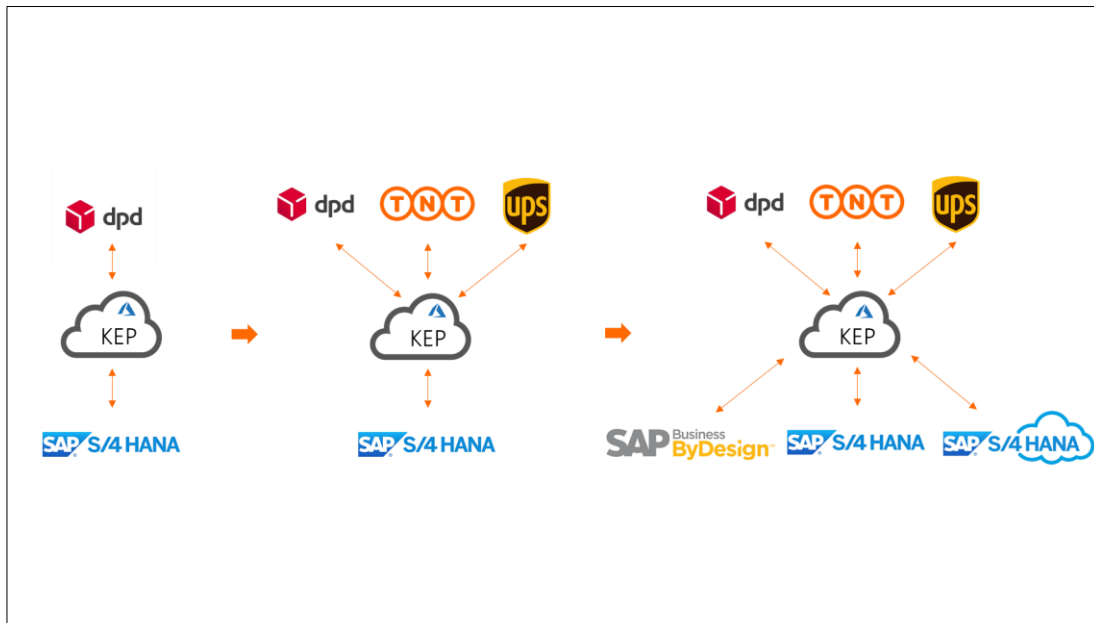 dpd
KEP
SAP S/4 HANA
dpd
TNT
ups
KEP
SAP S/4 HANA
dpd
TNT
ups
KEP
SAP Business ByDesign™
SAP S/4 HANA
SAP S/4 HANA